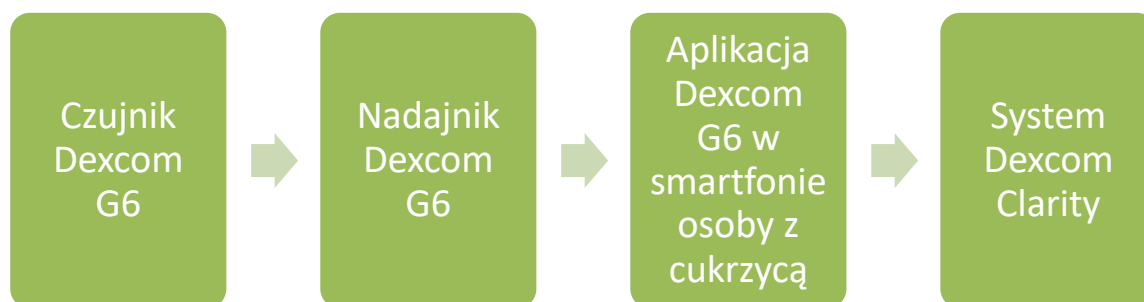 Czujnik
Dexcom
G6
Nadajnik
Dexcom
G6
Aplikacja
Dexcom
G6 w
smartfonie
osoby z
cukrzycą
System
Dexcom
Clarity